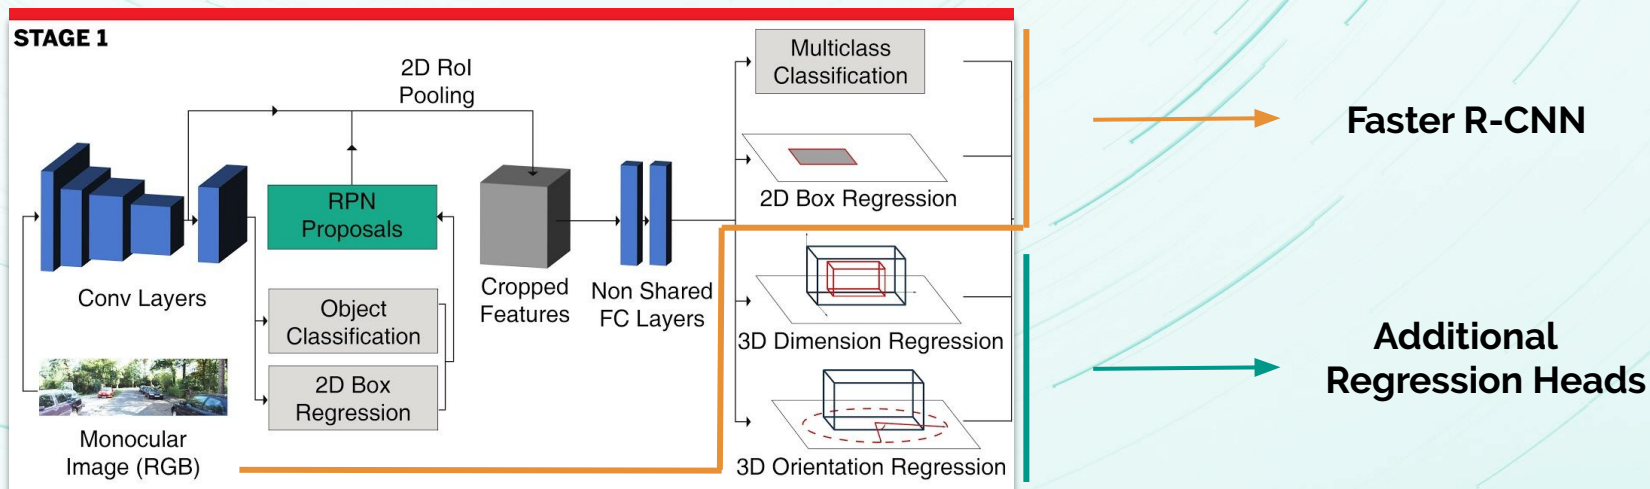 STAGE 1
2D RoI
Pooling
Multiclass
Classification
2D Box Regression
RPN
Proposals
Conv Layers
Object
Classification
2D Box
Regression
Cropped
Features
Non Shared
FC Layers
3D Dimension Regression
3D Orientation Regression
Monocular
Image (RGB)
Faster R-CNN
Additional
Regression Heads